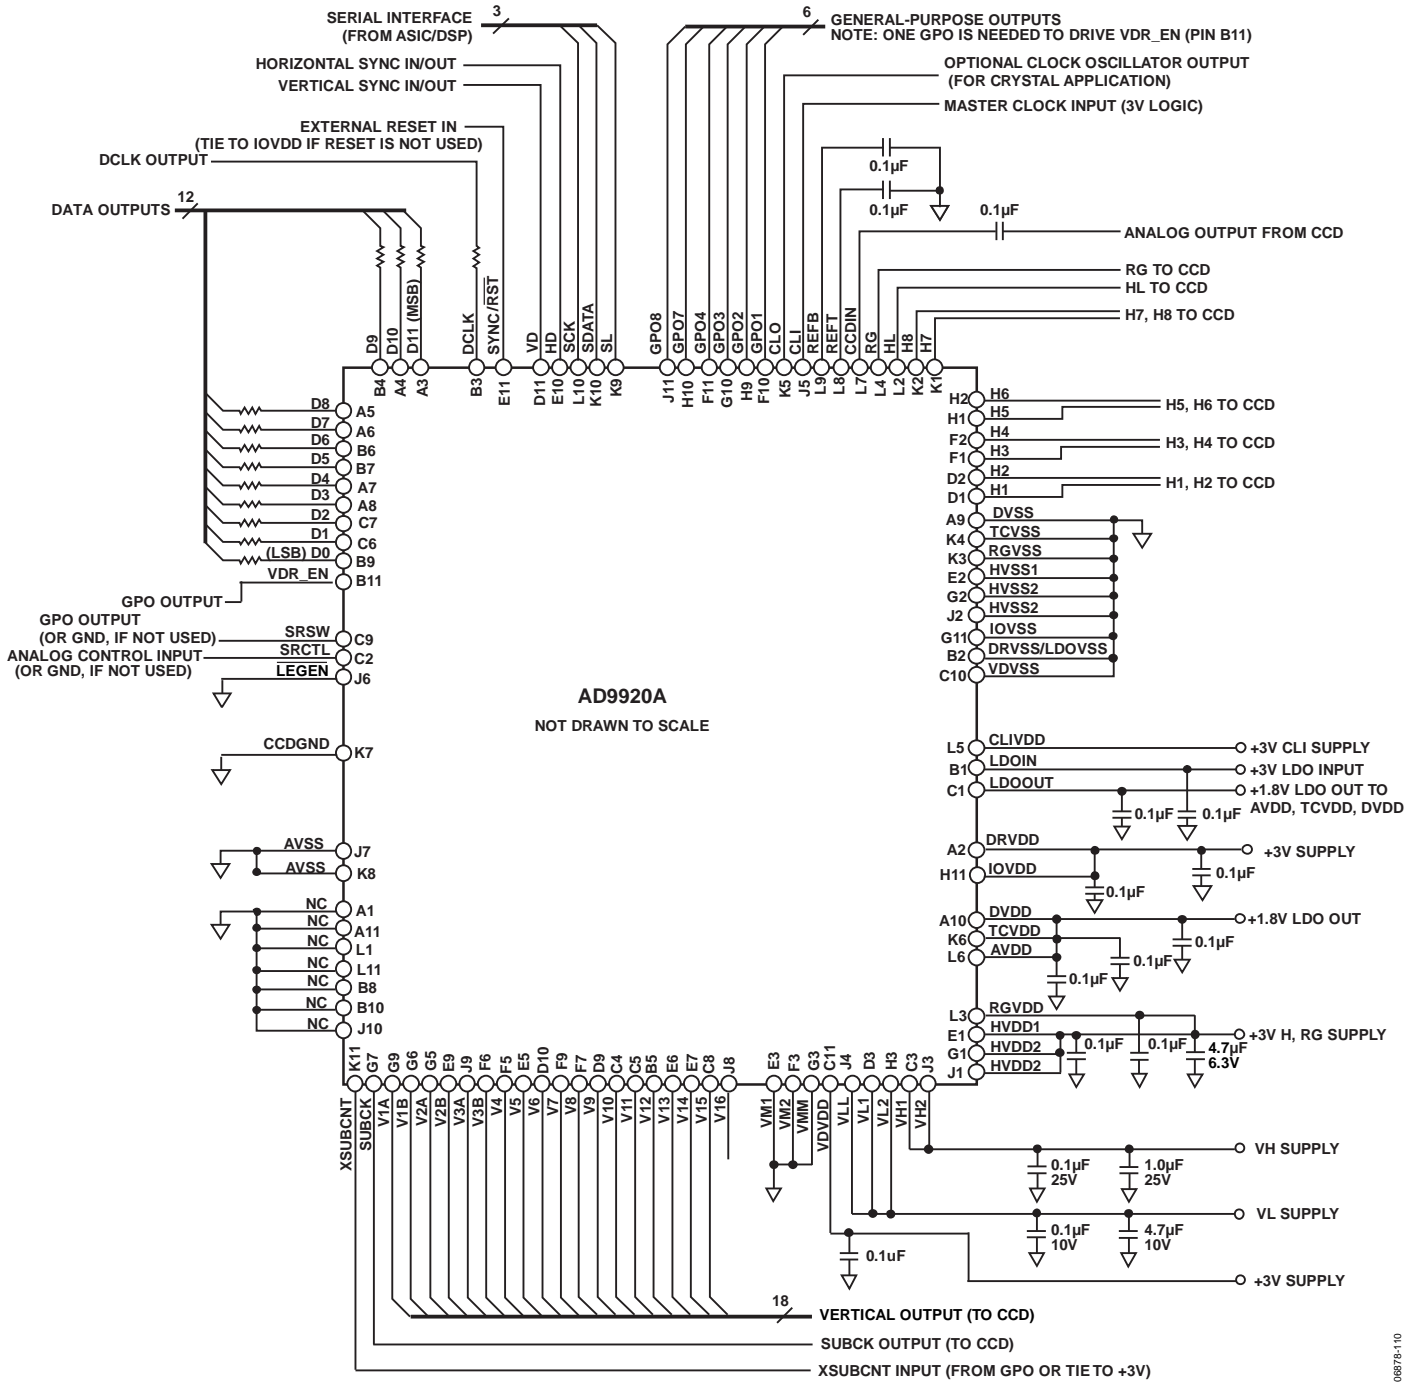 SERIAL INTERFACE
(FROM ASIC/DSP)
3
6
GENERAL-PURPOSE OUTPUTS
NOTE: ONE GPO IS NEEDED TO DRIVE VDR_EN (PIN B11)
HORIZONTAL SYNC IN/OUT
VERTICAL SYNC IN/OUT
OPTIONAL CLOCK OSCILLATOR OUTPUT
(FOR CRYSTAL APPLICATION)
MASTER CLOCK INPUT (3V LOGIC)
EXTERNAL RESET IN
(TIE TO IOVDD IF RESET IS NOT USED)
DCLK OUTPUT
0.1µF
0.1µF
0.1µF
DATA OUTPUTS
12
ANALOG OUTPUT FROM CCD
RG TO CCD
HL TO CCD
H7, H8 TO CCD
D9
D10
D11 (MSB)
DCLK
SYNC/RST
VD
HD
SCK
SDATA
SL
GPO8
GPO7
GPO4
GPO3
GPO2
GPO1
CLO
CLI
REFB
REFT
CCDIN
RG
HL
H8
H7
B4
A4
A3
B3
E11
D11
E10
L10
K10
K9
J11
H10
F11
G10
H9
F10
K5
J5
L9
L8
L7
L4
L2
K2
K1
D8 A5
D7 A6
D6 B6
D5 B7
D4 A7
D3 A8
D2 C7
D1 C6
(LSB) D0 B9
VDR_EN B11
GPO OUTPUT
GPO OUTPUT
(OR GND, IF NOT USED)
SRSW C9
ANALOG CONTROL INPUT
(OR GND, IF NOT USED)
SRCTL C2
LEGEN J6
CCDGND K7
AVSS J7
AVSS K8
NC A1
NC A11
NC L1
NC L11
NC B8
NC B10
NC J10
AD9920A
NOT DRAWN TO SCALE
H2 H6
H1 H5
H5, H6 TO CCD
F2 H4
F1 H3
H3, H4 TO CCD
D2 H2
D1 H1
H1, H2 TO CCD
A9 DVSS
K4 TCVSS
K3 RGVSS
E2 HVSS1
G2 HVSS2
J2 HVSS2
G11 IOVSS
B2 DRVSS/LDOVSS
C10 VDVSS
L5 CLIVDD
+3V CLI SUPPLY
B1 LDOIN
+3V LDO INPUT
C1 LDOOUT
+1.8V LDO OUT TO
AVDD, TCVDD, DVDD
0.1µF
0.1µF
A2 DRVDD
+3V SUPPLY
H11 IOVDD
0.1µF
0.1µF
A10 DVDD
+1.8V LDO OUT
K6 TCVDD
L6 AVDD
0.1µF
0.1µF
0.1µF
L3 RGVDD
E1 HVDD1
+3V H, RG SUPPLY
G1 HVDD2
J1 HVDD2
0.1µF
0.1µF
4.7µF
6.3V
K11
G7
G9
G6
G5
E9
J9
F6
F5
E5
D10
F9
F7
D9
C4
C5
B5
E6
E7
C8
J8
E3
F3
G3
C11
J4
D3
H3
C3
J3
XSUBCNT
SUBCK
V1A
V1B
V2A
V2B
V3A
V3B
V4
V5
V6
V7
V8
V9
V10
V11
V12
V13
V14
V15
V16
VM1
VM2
VMM
VDVDD
VLL
VL1
VL2
VH1
VH2
VH SUPPLY
0.1µF
25V
1.0µF
25V
VL SUPPLY
0.1µF
10V
4.7µF
10V
0.1uF
+3V SUPPLY
18
VERTICAL OUTPUT (TO CCD)
SUBCK OUTPUT (TO CCD)
XSUBCNT INPUT (FROM GPO OR TIE TO +3V)
06878-110